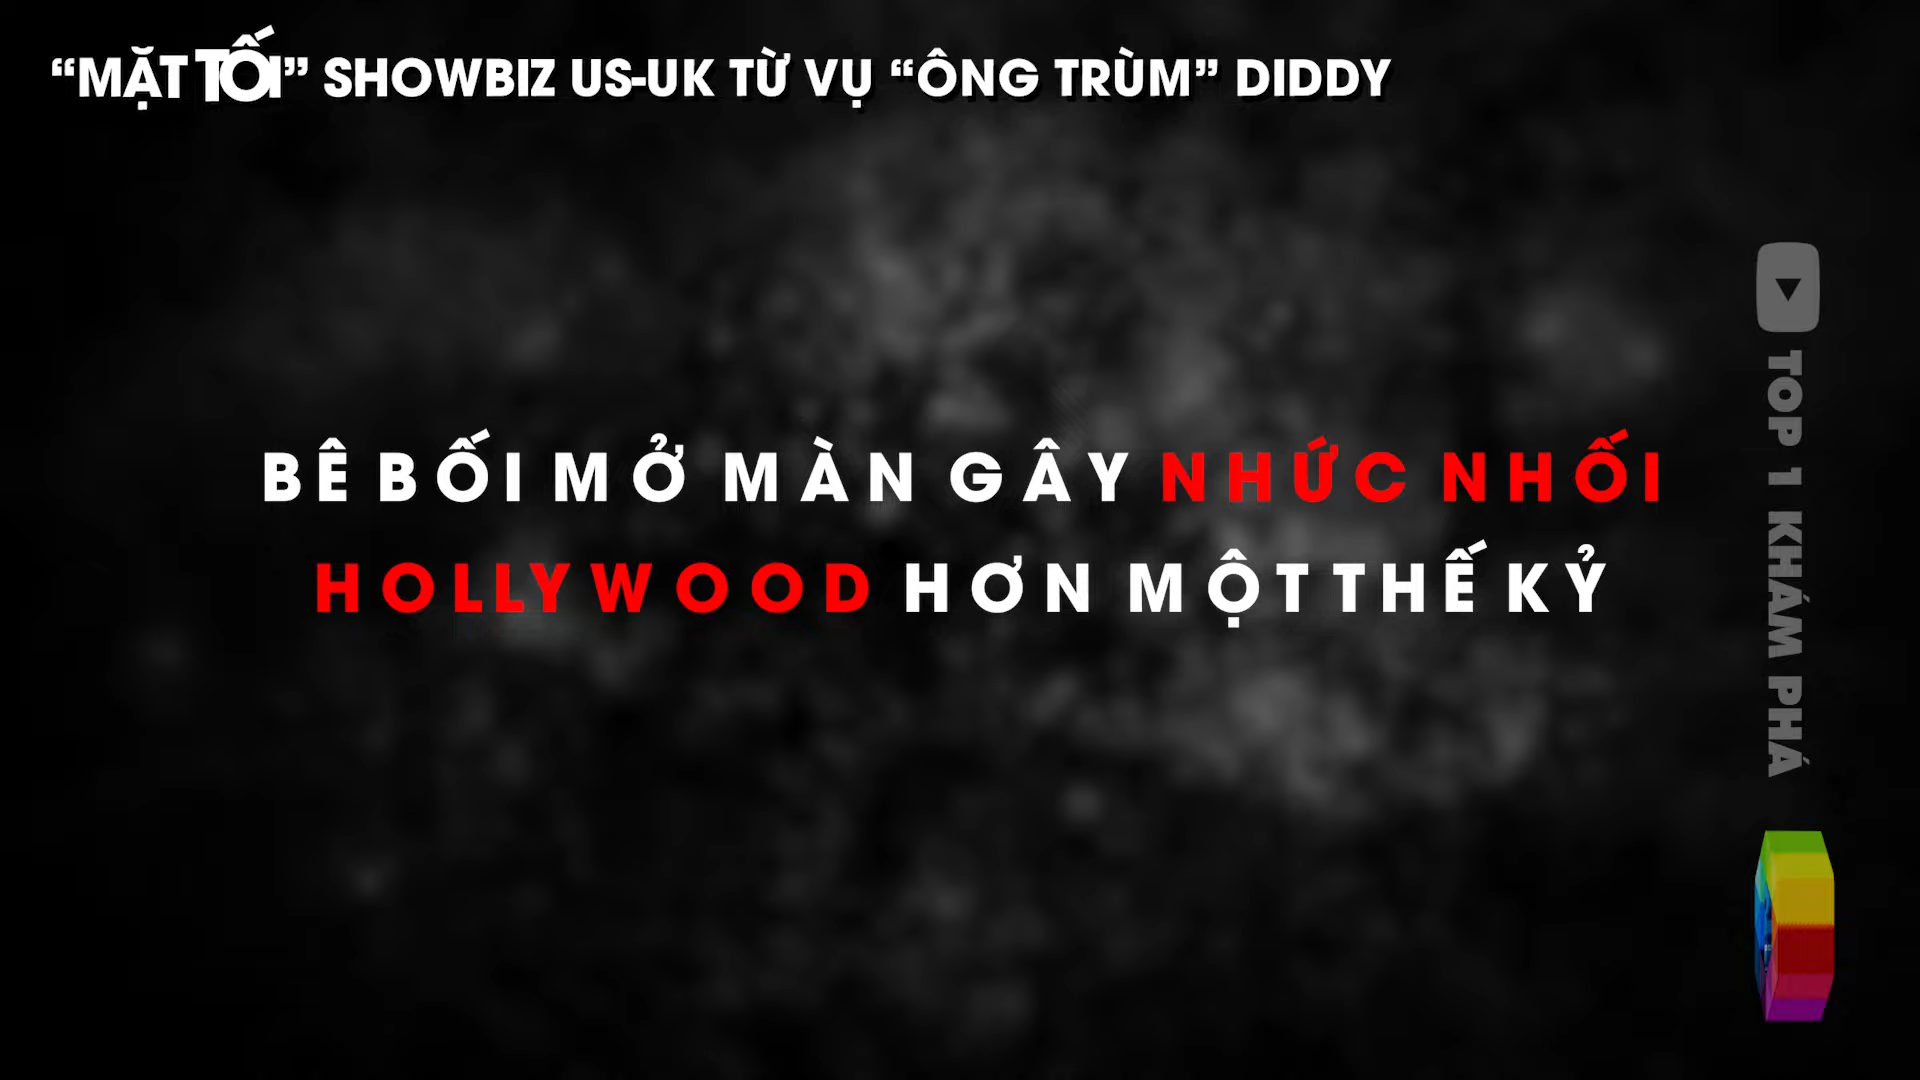 “MẶT TỐI” SHOWBIZ US-UK TỪ VỤ “ÔNG TRÙM” DIDDY
BÊ BỐI MỞ MÀN GÂY NHỨC NHỐI
HOLLYWOOD HƠN MỘT THẾ KỶ
TOP 1 KHÁM PHÁ